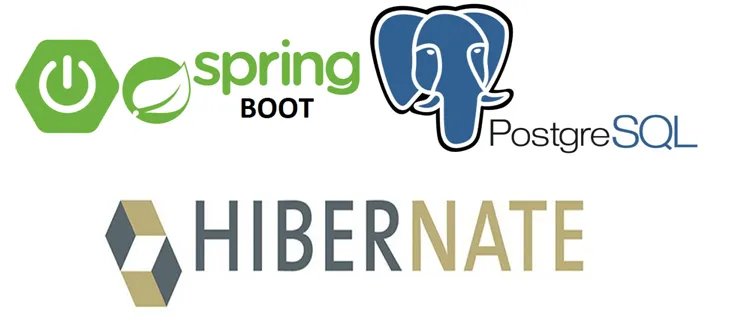 spring
BOOT
PostgreSQL
HIBERNATE